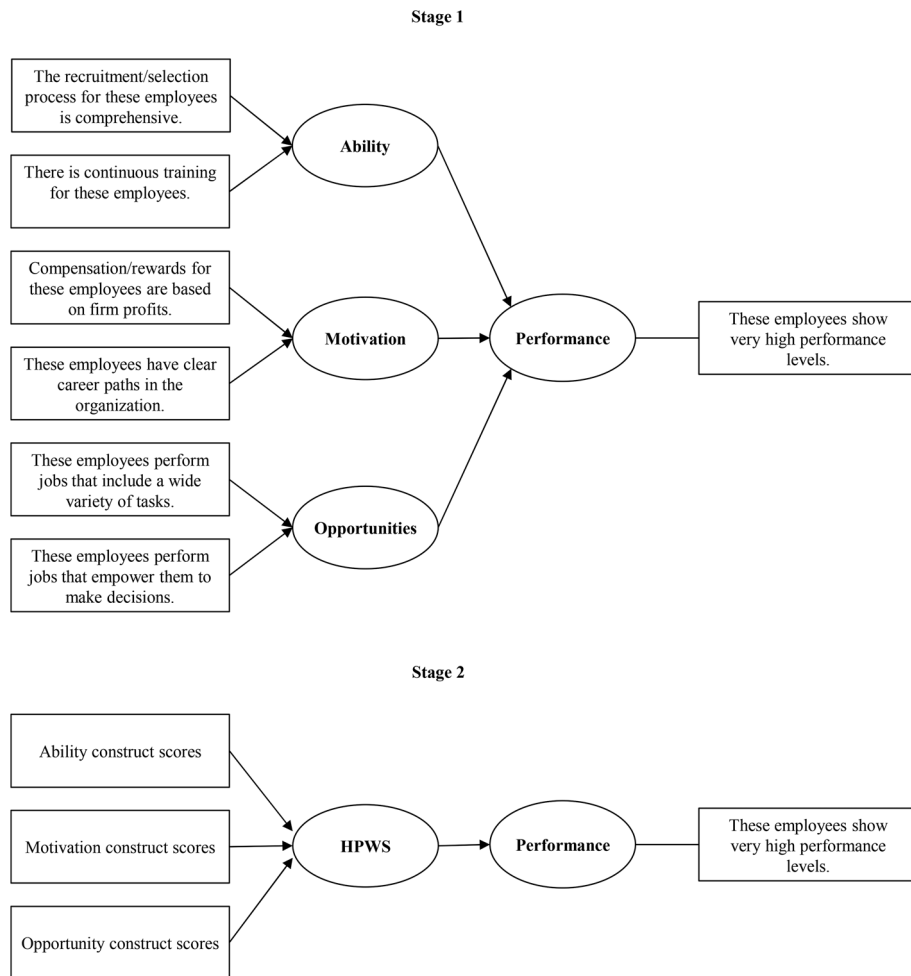 Stage 1
The recruitment/selection
process for these employees
is comprehensive.
There is continuous training
for these employees.
Ability
Compensation/rewards for
these employees are based
on firm profits.
These employees have clear
career paths in the
organization.
Motivation
Performance
These employees show
very high performance
levels.
These employees perform
jobs that include a wide
variety of tasks.
These employees perform
jobs that empower them to
make decisions.
Opportunities
Stage 2
Ability construct scores
Motivation construct scores
Opportunity construct scores
HPWS
Performance
These employees show
very high performance
levels.